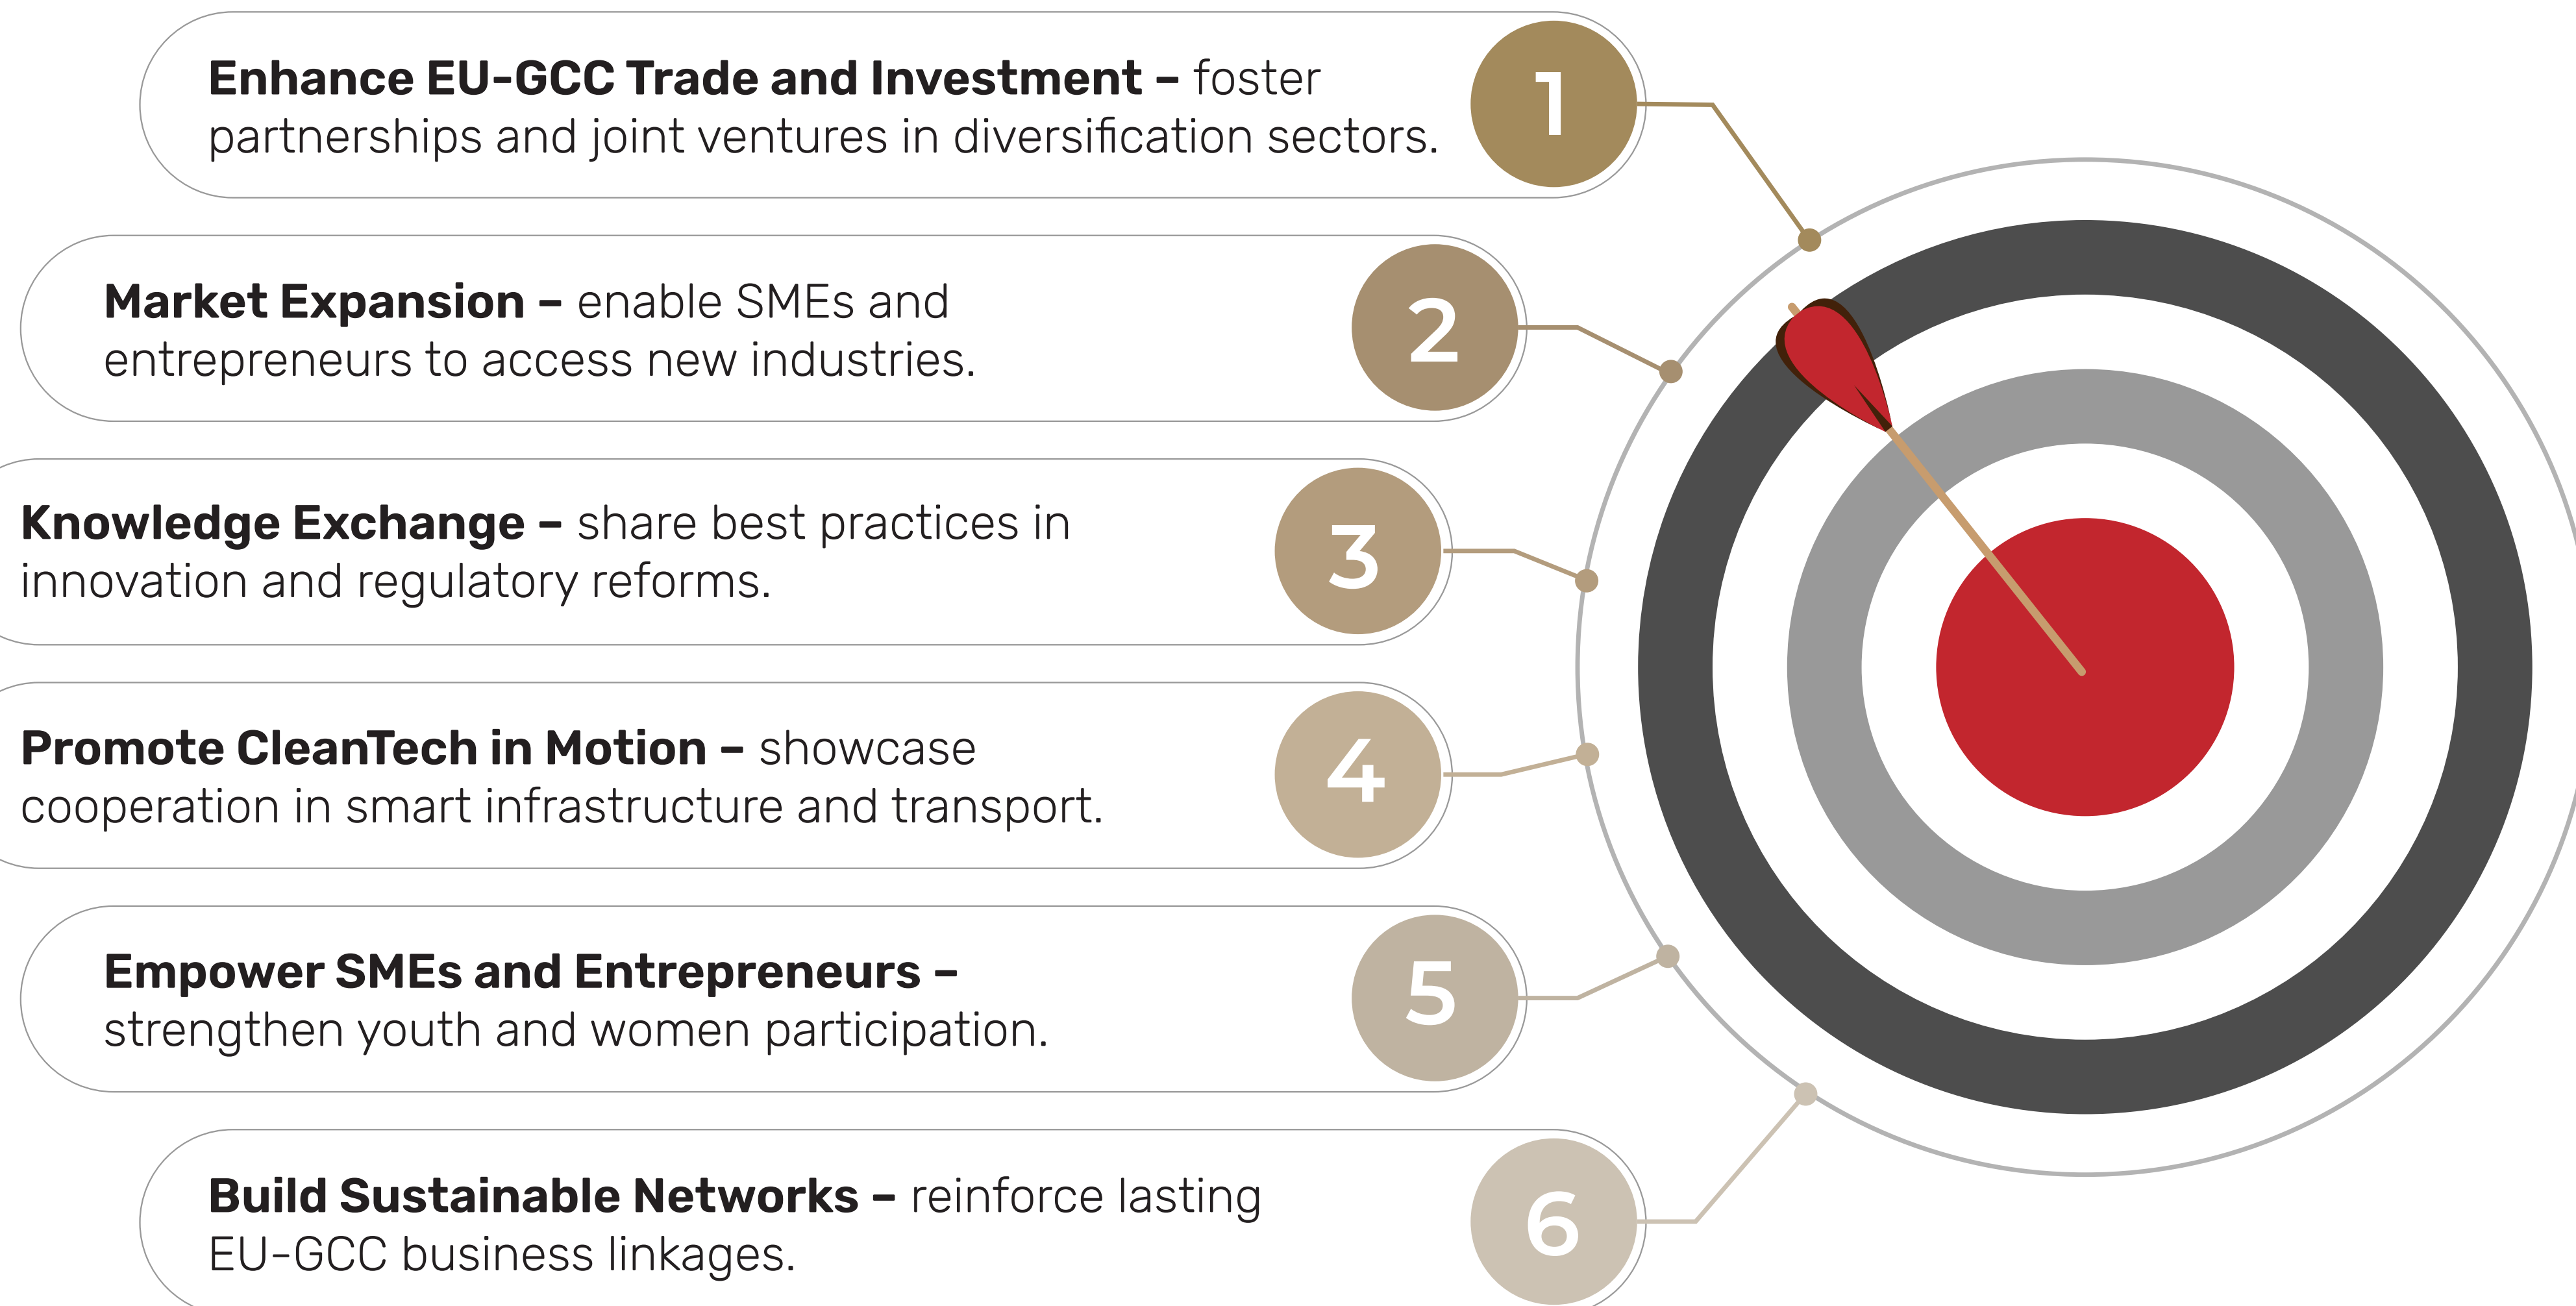 Enhance EU-GCC Trade and Investment – foster
partnerships and joint ventures in diversification sectors.
1
Market Expansion – enable SMEs and
entrepreneurs to access new industries.
2
Knowledge Exchange – share best practices in
innovation and regulatory reforms.
3
Promote CleanTech in Motion – showcase
cooperation in smart infrastructure and transport.
4
Empower SMEs and Entrepreneurs –
strengthen youth and women participation.
5
Build Sustainable Networks – reinforce lasting
EU-GCC business linkages.
6